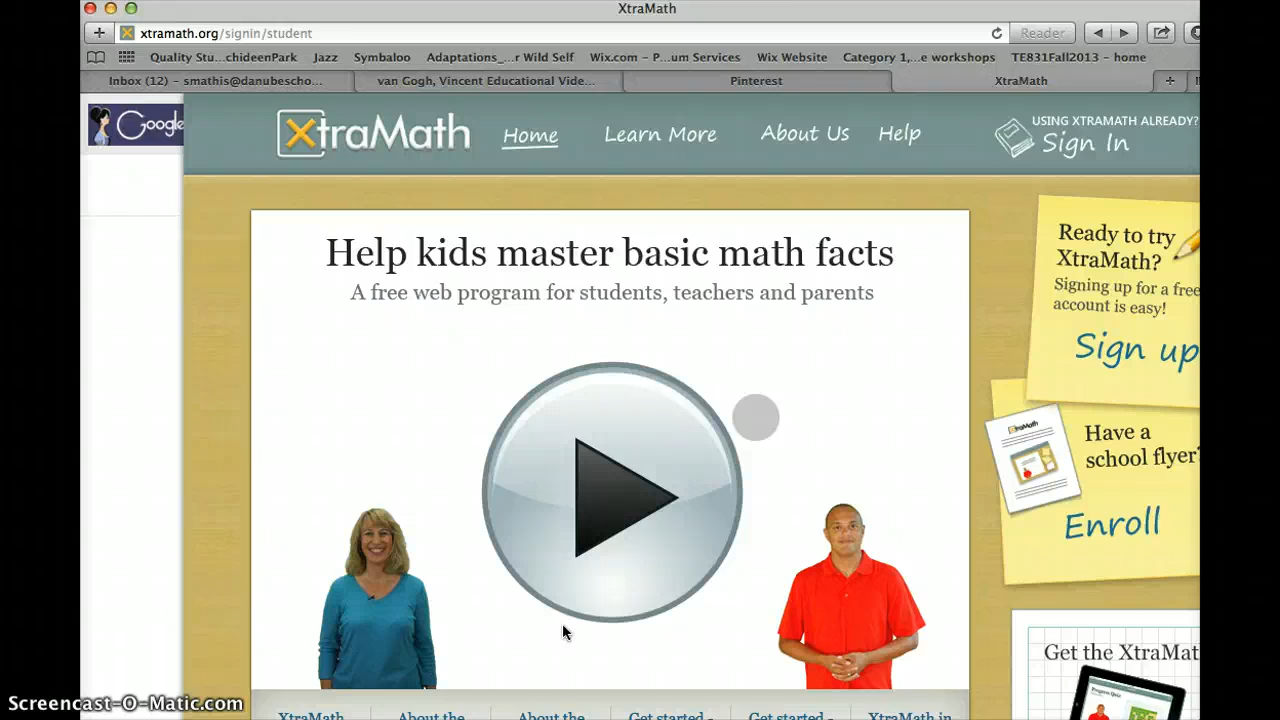 XtraMath
xtramath.org/signin/student
Reader
Quality Stu...chideenPark Jazz Symbaloo Adaptations_...r Wild Self Wix.com - P...um Services Wix Website Category 1,...e workshops TE831Fall2013 - home
Inbox (12) - smathis@danubescho... van Gogh, Vincent Educational Vide... Pinterest XtraMath
Google
XtraMath Home Learn More About Us Help
USING XTRAMATH ALREADY?
Sign In
Help kids master basic math facts
A free web program for students, teachers and parents
Ready to try
XtraMath?
Signing up for a free
account is easy!
Sign up
XtraMath
Have a
school flyer?
Enroll
Get the XtraMat
Progress Quiz
Screencast-O-Matic.com
XtraMath About the About the Get started - Get started - XtraMath in